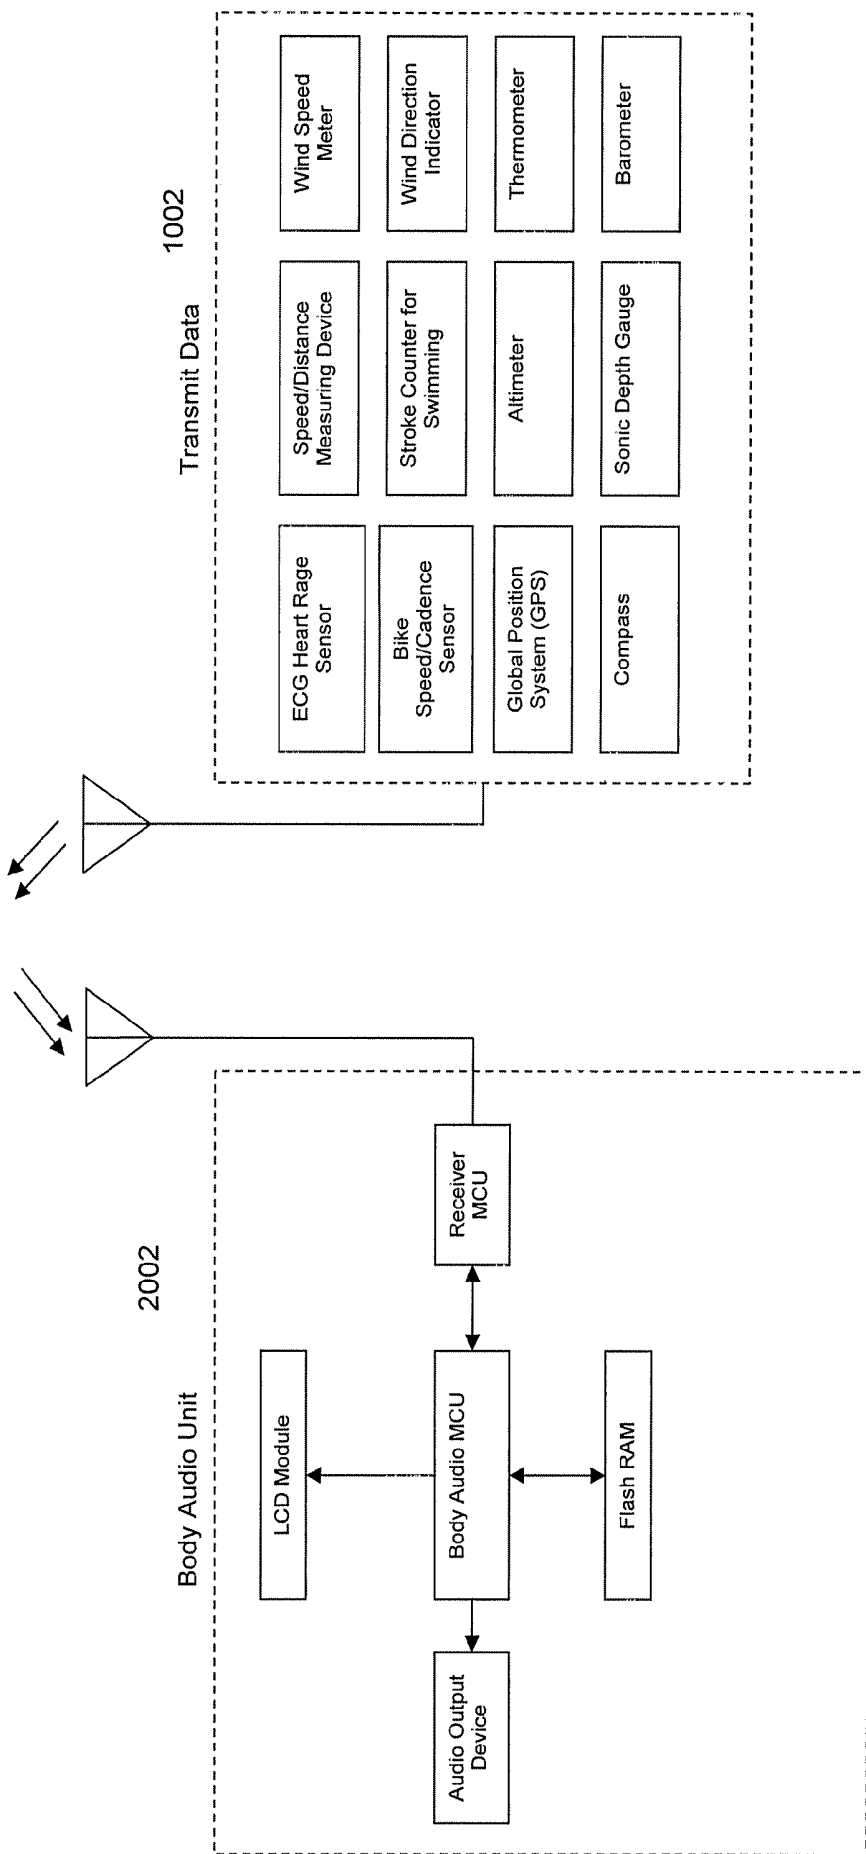 Body Audio Unit
2002
LCD Module
Audio Output
Device
Body Audio MCU
Receiver
MCU
Flash RAM
Transmit Data
1002
ECG Heart Rage
Sensor
Speed/Distance
Measuring Device
Wind Speed
Meter
Bike
Speed/Cadence
Sensor
Stroke Counter for
Swimming
Wind Direction
Indicator
Global Position
System (GPS)
Altimeter
Thermometer
Compass
Sonic Depth Gauge
Barometer